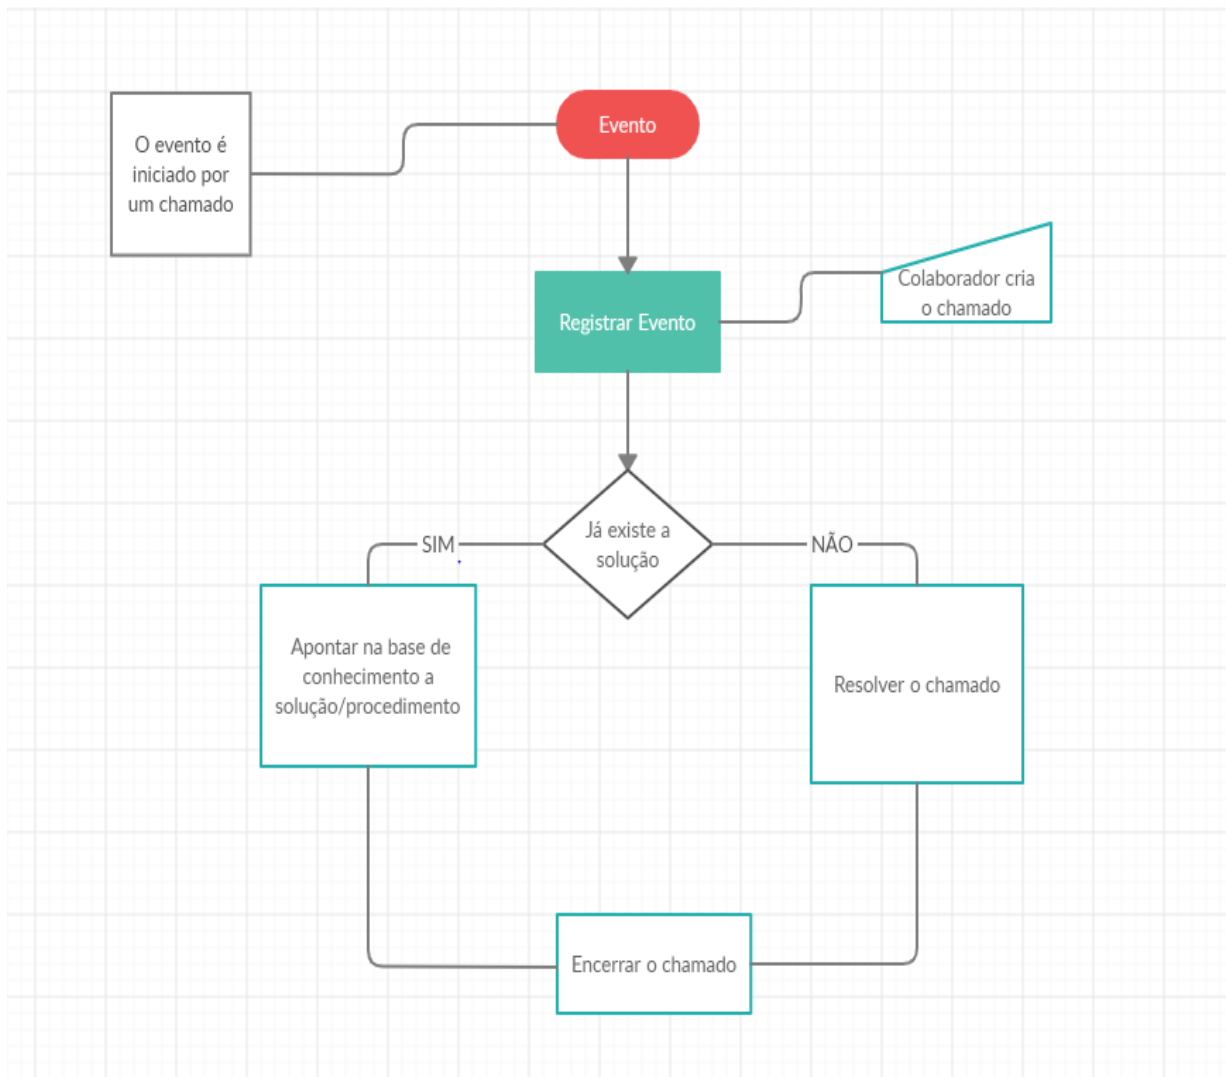 Evento
O evento é
iniciado por
um chamado
Registrar Evento
Colaborador cria
o chamado
Já existe a
solução
SIM
NÃO
Apontar na base de
conhecimento a
solução/procedimento
Resolver o chamado
Encerrar o chamado